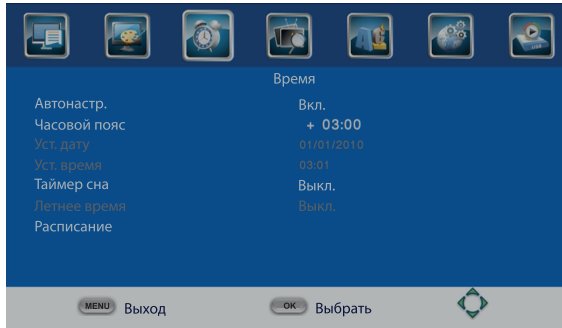 USB
Время
Автонастр. Вкл.
Часовой пояс + 03:00
Уст. дату 01/01/2010
Уст. время 03:01
Таймер сна Выкл.
Летнее время Выкл.
Расписание
MENU Выход OK Выбрать